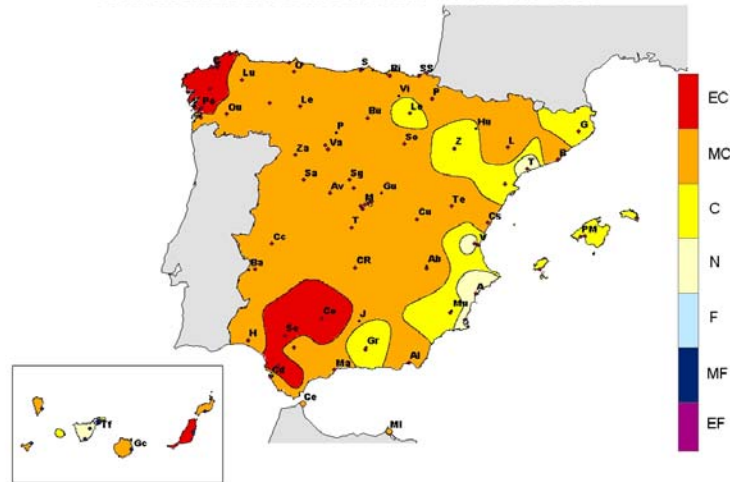 O S Bi SS
Lu
Vi P
Po Ou Le Bu Lo G
P Hu
Za Va So Z L B
T
Sa Sg
Av M Gu Te
T Cu Cs
PM
Cc V
Ba CR Ab
A
Co J Mu
H Se Gr
Cd Ma Al
Ce
Ml
Tf Gc
EC
MC
C
N
F
MF
EF